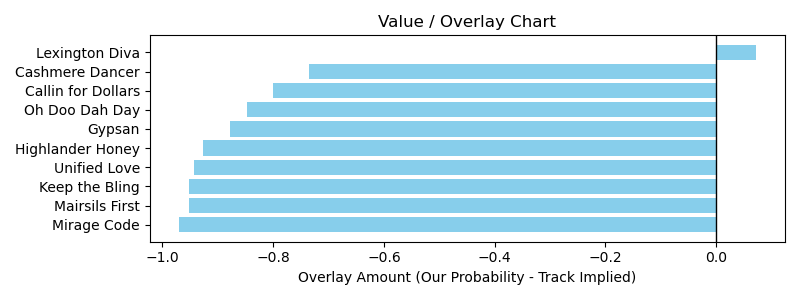 Value / Overlay Chart
Lexington Diva
Cashmere Dancer
Callin for Dollars
Oh Doo Dah Day
Gypsan
Highlander Honey
Unified Love
Keep the Bling
Mairsils First
Mirage Code
−1.0 −0.8 −0.6 −0.4 −0.2 0.0
Overlay Amount (Our Probability - Track Implied)